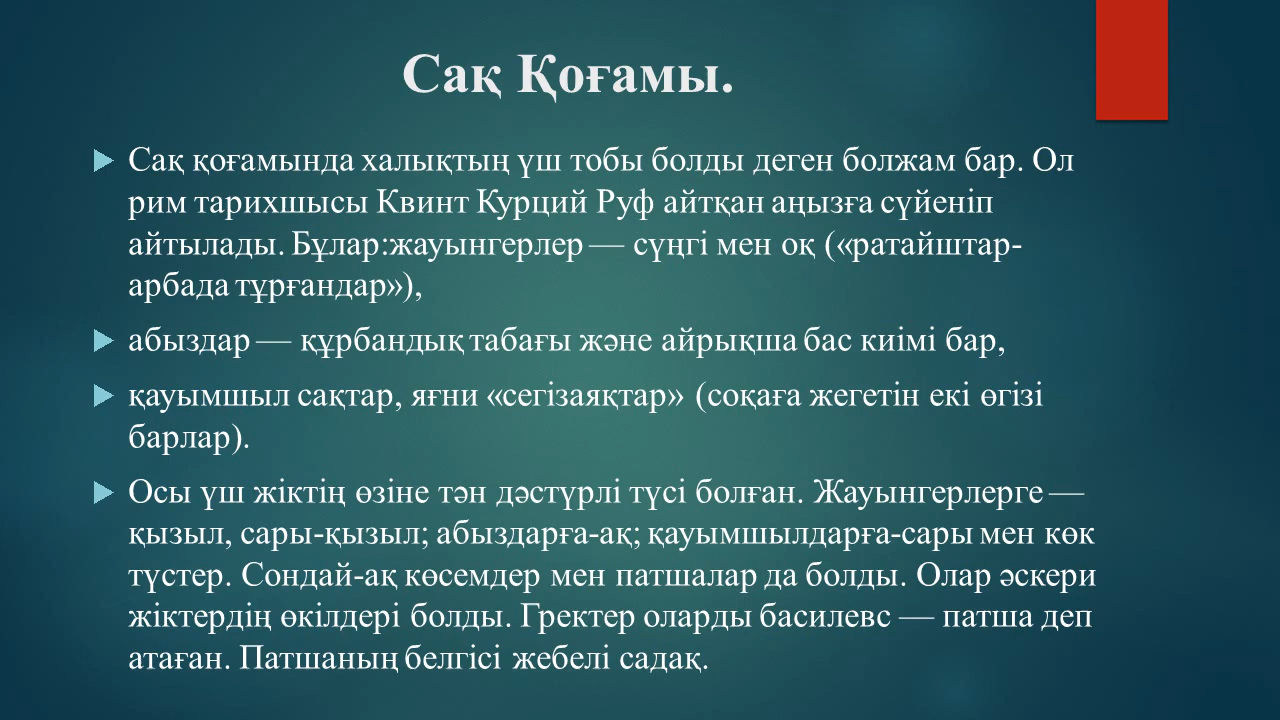 Сақ Қоғамы.
Сақ қоғамында халықтың үш тобы болды деген болжам бар. Ол
рим тарихшысы Квинт Курций Руф айтқан аңызға сүйеніп
айтылады. Бұлар:жауынгерлер — сүңгі мен оқ («ратайштар-
арбада тұрғандар»),
абыздар — құрбандық табағы және айрықша бас киімі бар,
қауымшыл сақтар, яғни «сегізаяқтар» (соқаға жегетін екі өгізі
барлар).
Осы үш жіктің өзіне тән дәстүрлі түсі болған. Жауынгерлерге —
қызыл, сары-қызыл; абыздарға-ақ; қауымшылдарға-сары мен көк
түстер. Сондай-ақ көсемдер мен патшалар да болды. Олар әскери
жіктердің өкілдері болды. Гректер оларды басилевс — патша деп
атаған. Патшаның белгісі жебелі садақ.